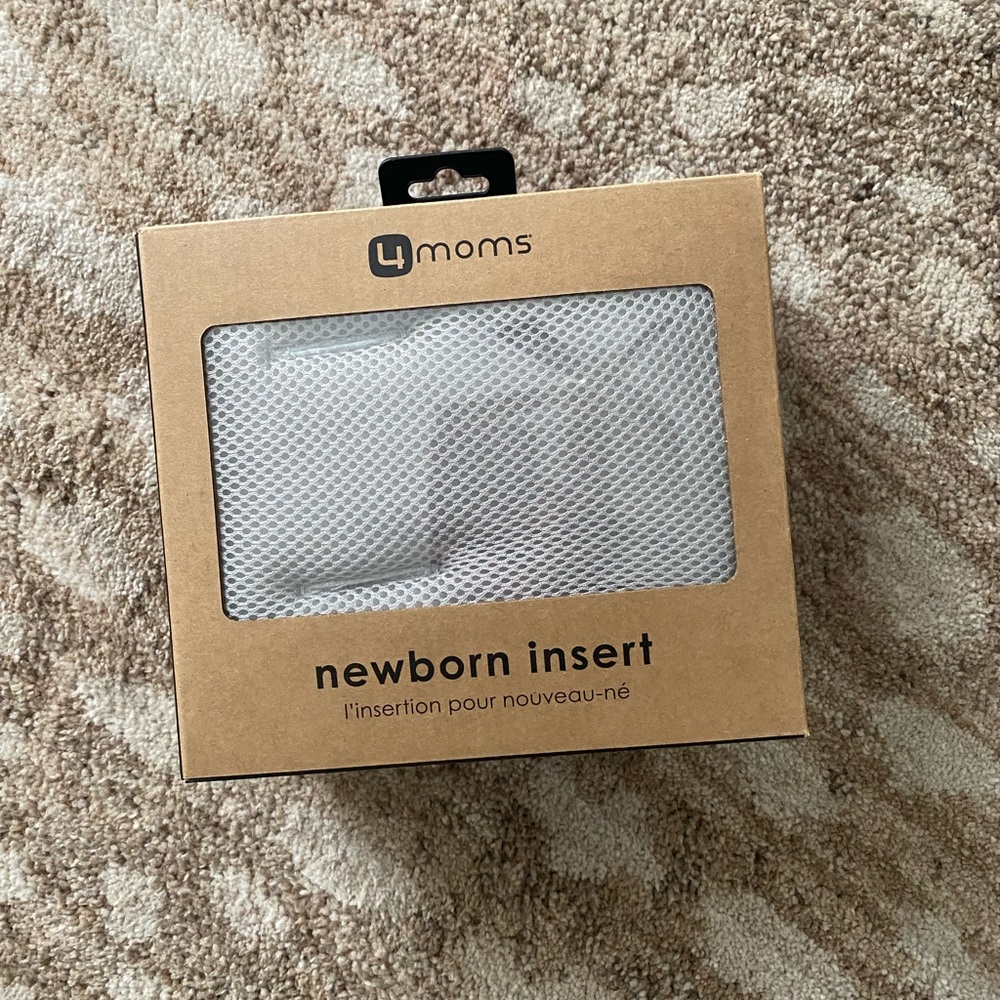 4moms
newborn insert
l'insertion pour nouveau-né